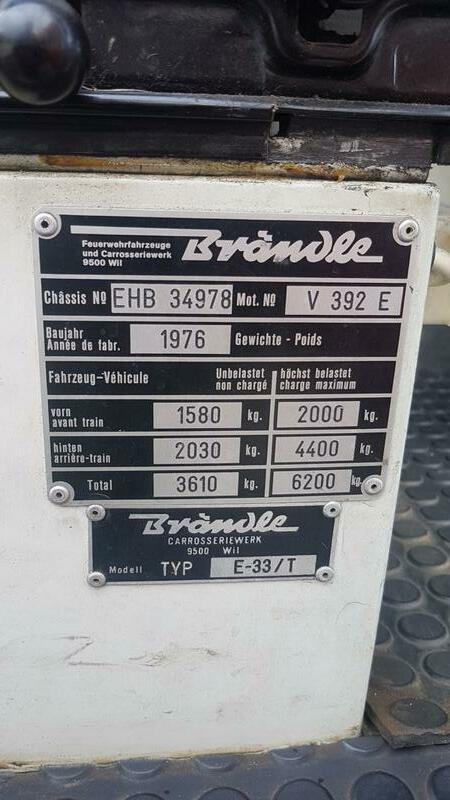 Feuerwehrfahrzeuge
und Carrosseriewerk
9500 Wil
Brändle
Châssis Nº EHB 34978 Mot. Nº V 392 E
Baujahr
Année de fabr. 1976 Gewichte - Poids
Fahrzeug-Véhicule Unbelastet non chargé höchst belastet charge maximum
vorn
avant train 1580 kg. 2000 kg.
hinten
arrière-train 2030 kg. 4400 kg.
Total 3610 kg. 6200 kg.
Brändle
CARROSSERIEWERK
9500 Wil
Modell TYP E-33/T